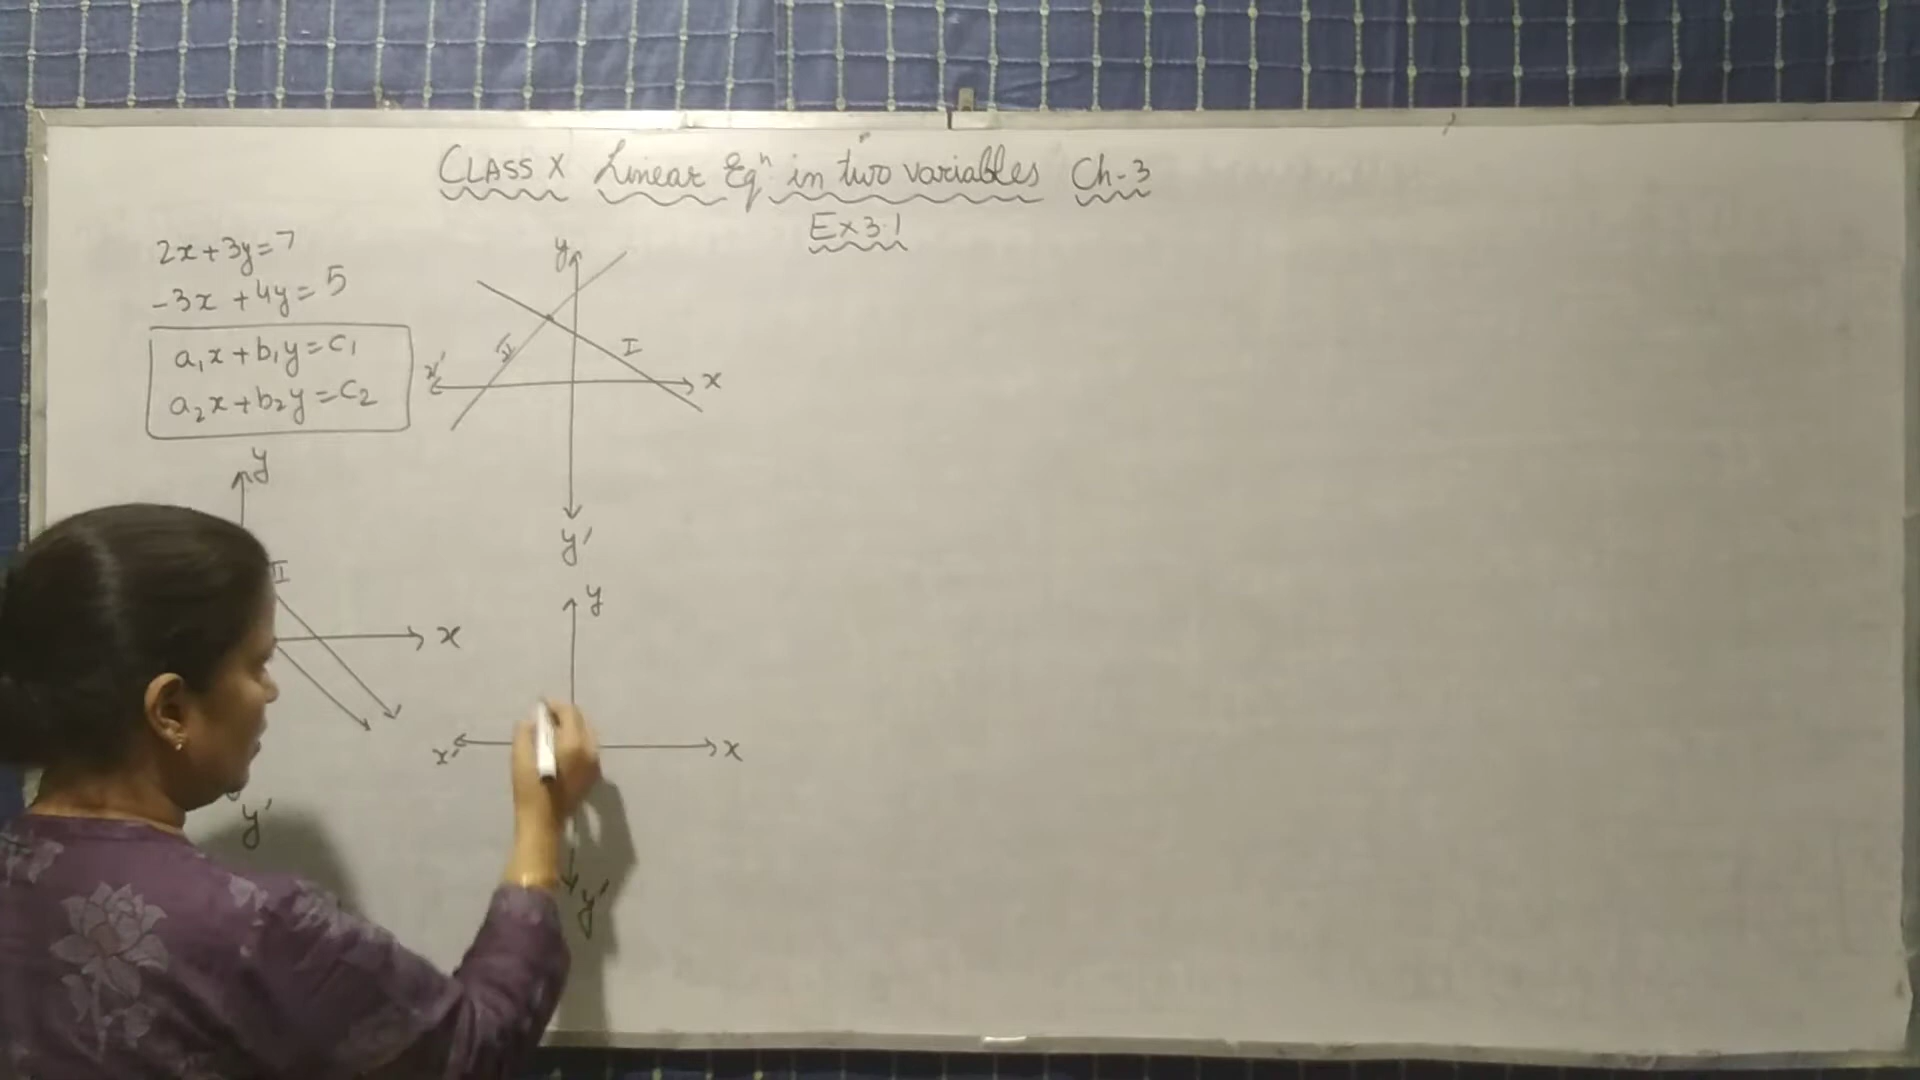 CLASS X Linear Eqⁿ in two variables Ch-3
Ex 3.1
2x+3y=7
-3x+4y=5
a₁x+b₁y=c₁
a₂x+b₂y=c₂
y
II
I
x'
x
y'
y
II
x
y'
y
x'
x
y'